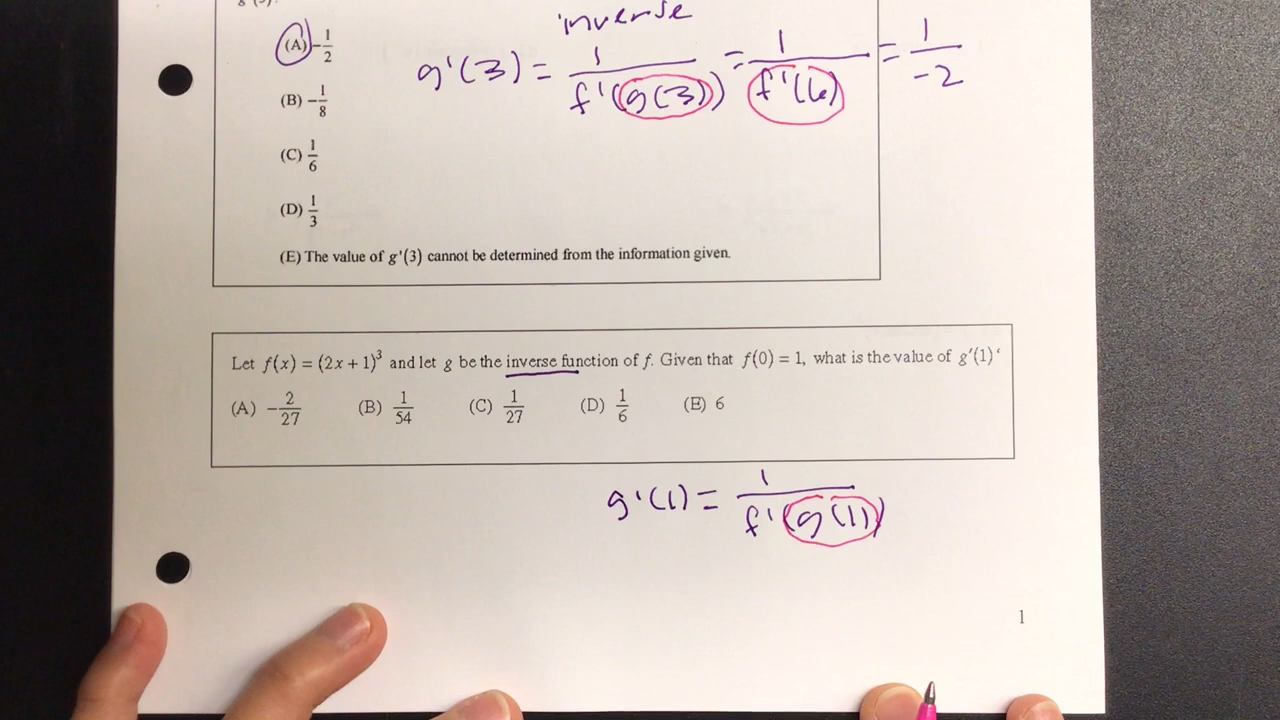 inverse
(A) -1/2
g'(3) = 1/f'(g(3)) = 1/f'(6) = 1/-2
(B) -1/8
(C) 1/6
(D) 1/3
(E) The value of g'(3) cannot be determined from the information given.
Let f(x) = (2x + 1)³ and let g be the inverse function of f. Given that f(0) = 1, what is the value of g′(1)‘
(A) -2/27 (B) 1/54 (C) 1/27 (D) 1/6 (E) 6
g'(1) = 1/f'(g(1))
1